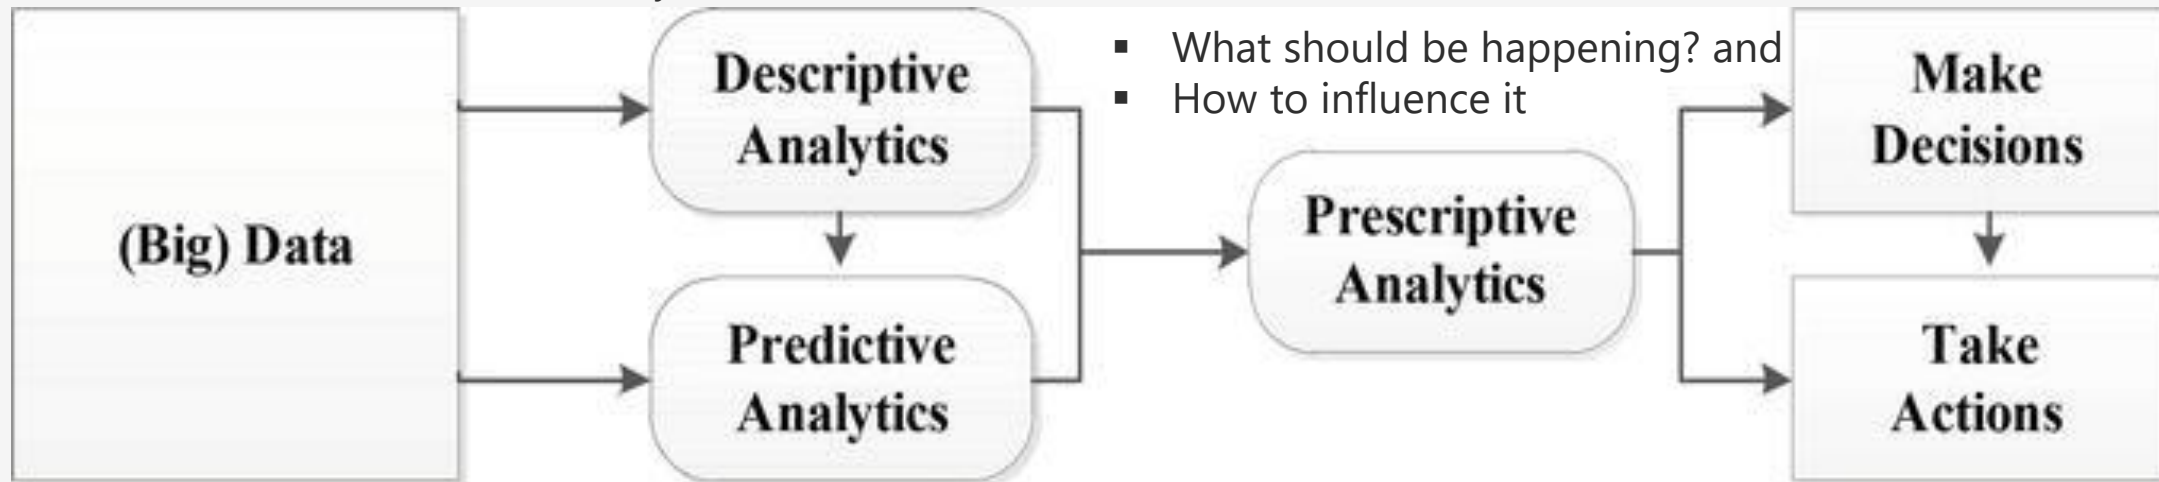 (Big) Data
Descriptive
Analytics
Predictive
Analytics
▪ What should be happening? and
▪ How to influence it
Prescriptive
Analytics
Make
Decisions
Take
Actions